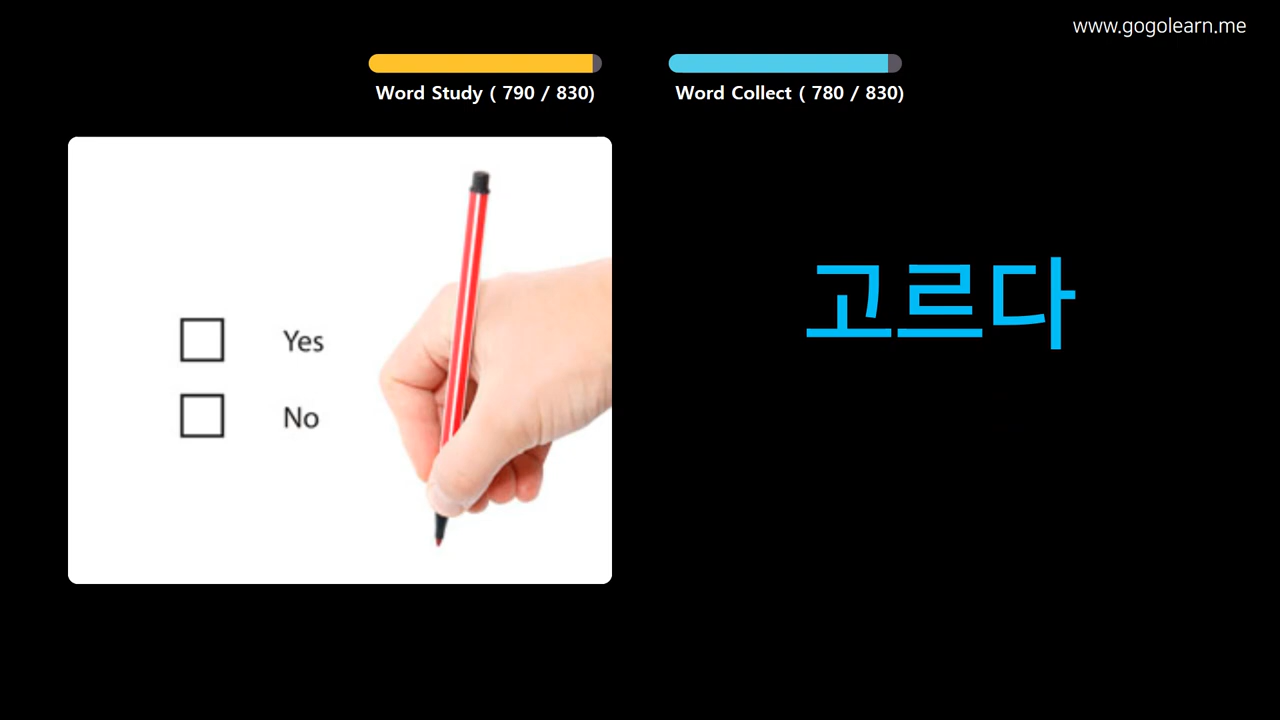 www.gogolearn.me
Word Study ( 790 / 830)
Word Collect ( 780 / 830)
Yes
No
고르다